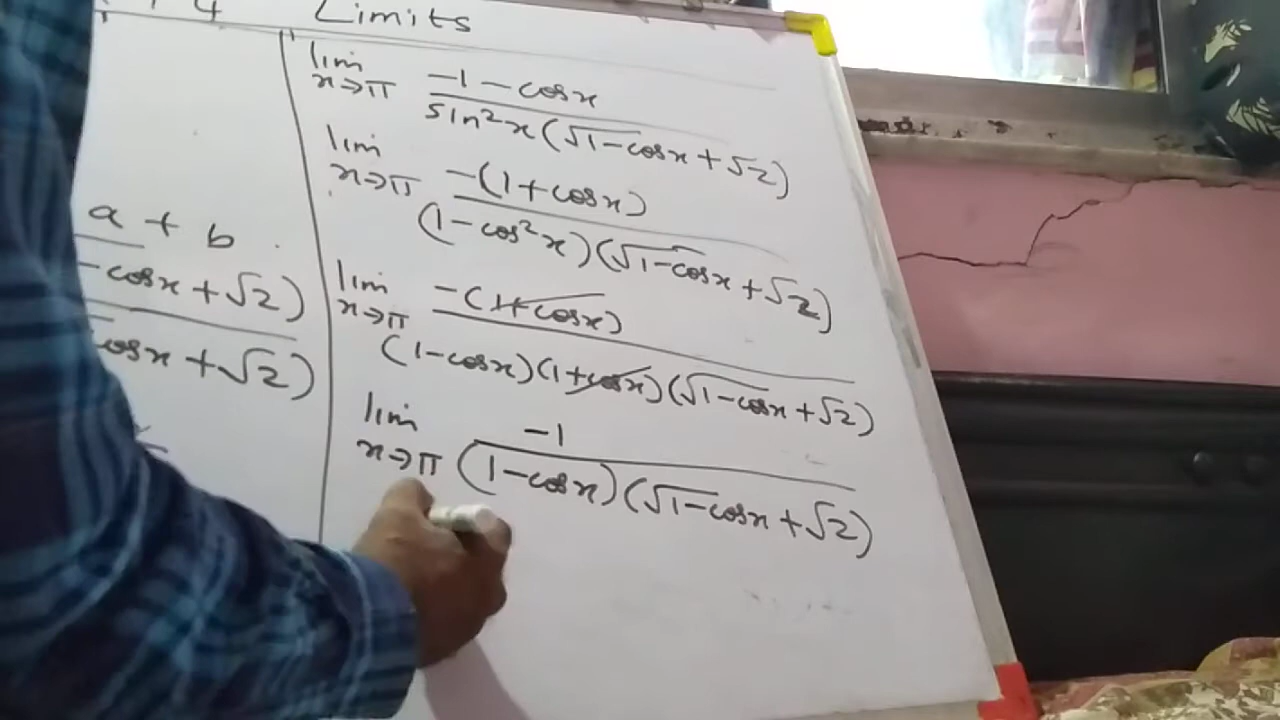 4 Limits
a + b
-cosx + √2)
cosx + √2)
lim x→π -1 - cosx / sin²x(√1-cosx + √2)
lim x→π -(1+cosx) / (1-cos²x)(√1-cosx + √2)
lim x→π -(1+cosx) / (1-cosx)(1+cosx)(√1-cosx + √2)
lim x→π -1 / (1-cosx)(√1-cosx + √2)